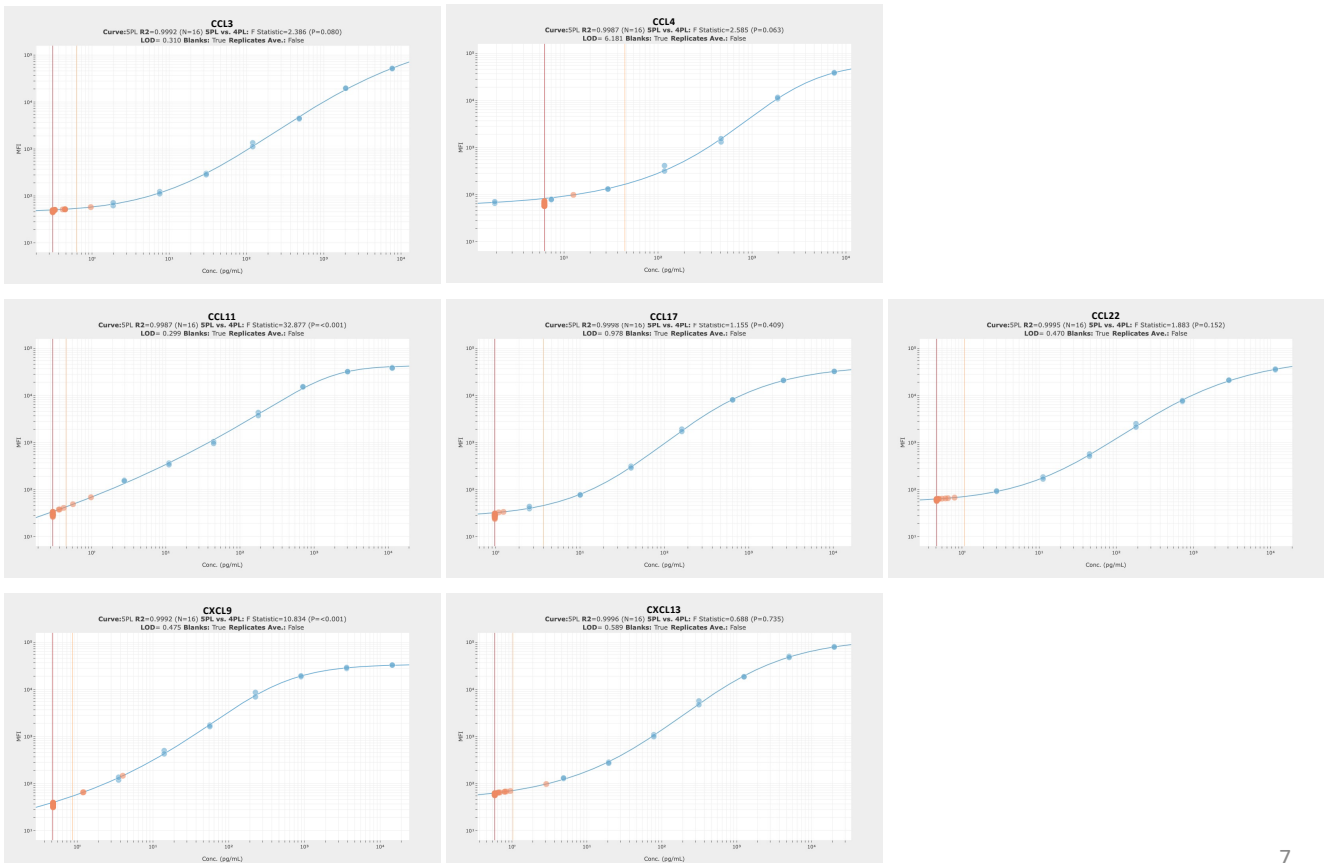 CCL3
Curve:5PL R2=0.9992 (N=16) 5PL vs. 4PL: F Statistic=2.386 (P=0.080)
LOD= 0.310 Blanks: True Replicates Ave.: False
MFI
Conc. (pg/mL)
CCL4
Curve:5PL R2=0.9987 (N=16) 5PL vs. 4PL: F Statistic=2.585 (P=0.063)
LOD= 6.181 Blanks: True Replicates Ave.: False
MFI
Conc. (pg/mL)
CCL11
Curve:5PL R2=0.9987 (N=16) 5PL vs. 4PL: F Statistic=32.877 (P=<0.001)
LOD= 0.299 Blanks: True Replicates Ave.: False
MFI
Conc. (pg/mL)
CCL17
Curve:5PL R2=0.9998 (N=16) 5PL vs. 4PL: F Statistic=1.155 (P=0.409)
LOD= 0.978 Blanks: True Replicates Ave.: False
MFI
Conc. (pg/mL)
CCL22
Curve:5PL R2=0.9995 (N=16) 5PL vs. 4PL: F Statistic=1.883 (P=0.152)
LOD= 0.470 Blanks: True Replicates Ave.: False
MFI
Conc. (pg/mL)
CXCL9
Curve:5PL R2=0.9992 (N=16) 5PL vs. 4PL: F Statistic=10.834 (P=<0.001)
LOD= 0.475 Blanks: True Replicates Ave.: False
MFI
Conc. (pg/mL)
CXCL13
Curve:5PL R2=0.9996 (N=16) 5PL vs. 4PL: F Statistic=0.688 (P=0.735)
LOD= 0.589 Blanks: True Replicates Ave.: False
MFI
Conc. (pg/mL)
7